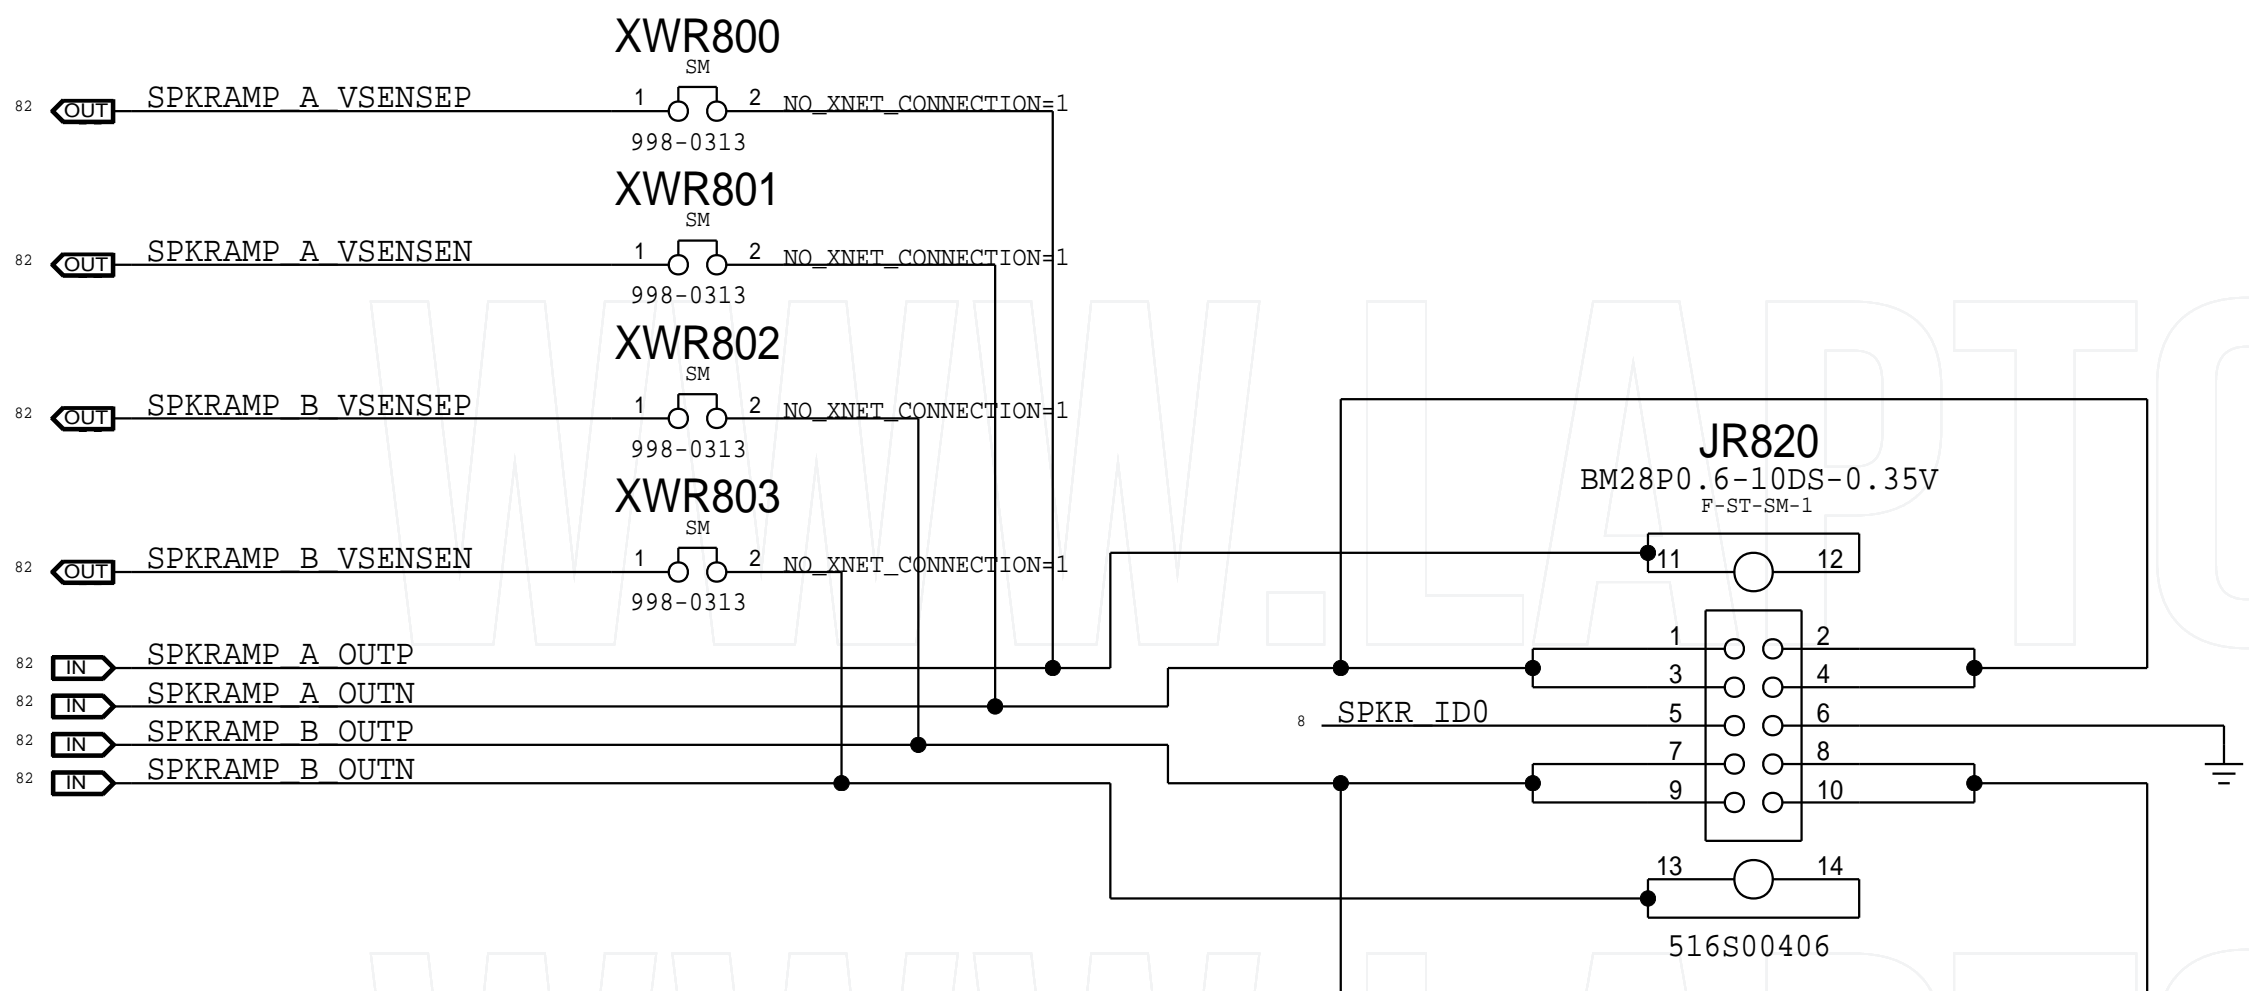 XWR800
SM
82 OUT SPKRAMP_A_VSENSEP 1 2 NO_XNET_CONNECTION=1
998-0313
XWR801
SM
82 OUT SPKRAMP_A_VSENSEN 1 2 NO_XNET_CONNECTION=1
998-0313
XWR802
SM
82 OUT SPKRAMP_B_VSENSEP 1 2 NO_XNET_CONNECTION=1
998-0313
XWR803
SM
82 OUT SPKRAMP_B_VSENSEN 1 2 NO_XNET_CONNECTION=1
998-0313
82 IN SPKRAMP_A_OUTP
82 IN SPKRAMP_A_OUTN
82 IN SPKRAMP_B_OUTP
82 IN SPKRAMP_B_OUTN
JR820
BM28P0.6-10DS-0.35V
F-ST-SM-1
11 12
1 2
3 4
8 SPKR_ID0 5 6
7 8
9 10
13 14
516S00406
WWW.LAPTO